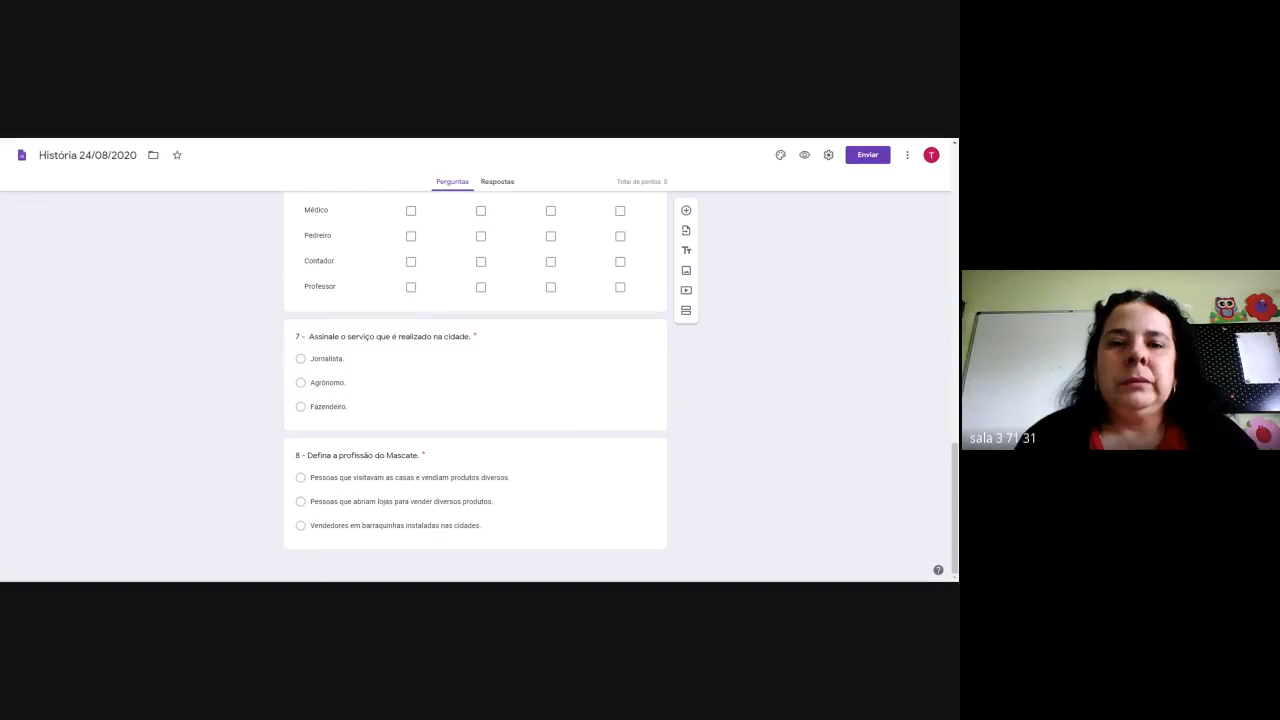 História 24/08/2020
Enviar
T
Perguntas
Respostas
Total de pontos: 0
Médico
Pedreiro
Contador
Professor
Tт
7 - Assinale o serviço que é realizado na cidade. *
Jornalista.
Agrônomo.
Fazendeiro.
8 - Defina a profissão do Mascate. *
Pessoas que visitavam as casas e vendiam produtos diversos.
Pessoas que abriam lojas para vender diversos produtos.
Vendedores em barraquinhas instaladas nas cidades.
?
sala 3 71 31